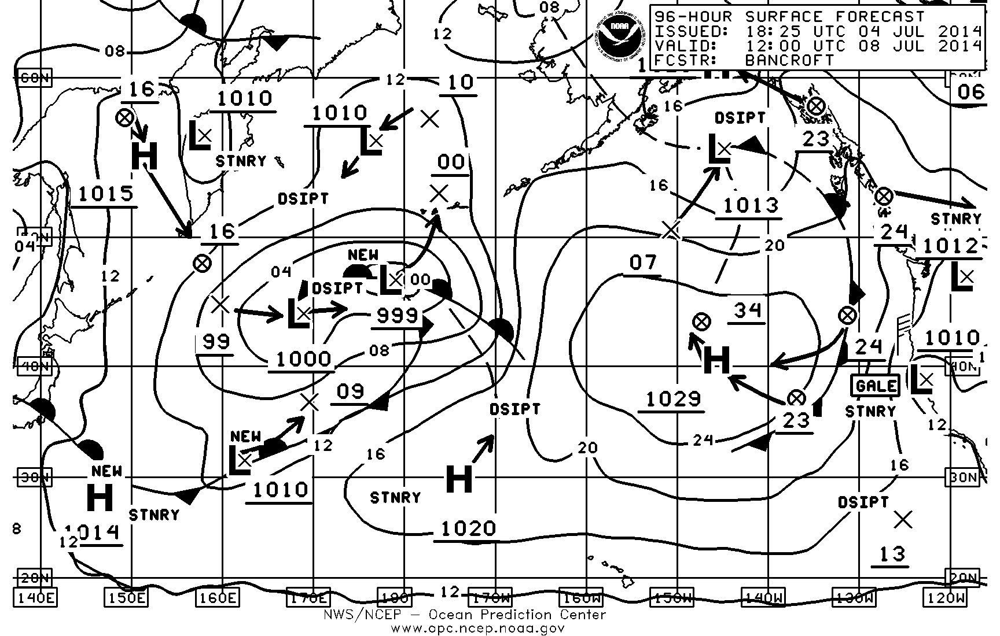 96-HOUR SURFACE FORECAST
ISSUED: 18:25 UTC 04 JUL 2014
VALID: 12:00 UTC 08 JUL 2014
FCSTR: BANCROFT
NOAA
08
12
08
60N
12
10
16
1010
1010
16
06
DSIPT
23
H
L
L
L
STNRY
00
1015
DSIPT
16
1013
STNRY
16
24
04
20
1012
NEW
07
04
12
DSIPT
L
00
L
L
999
34
99
1000
08
24
1010
40N
H
40N
L
GALE
09
1029
DSIPT
STNRY
23
12
NEW
12
16
20
24
L
NEW
H
16
30N
30N
H
1010
STNRY
DSIPT
STNRY
8
1014
1020
12
13
20N
20N
12
140E
150E
160E
170E
180
170W
160W
150W
140W
130W
120W
NWS/NCEP – Ocean Prediction Center
www.opc.ncep.noaa.gov